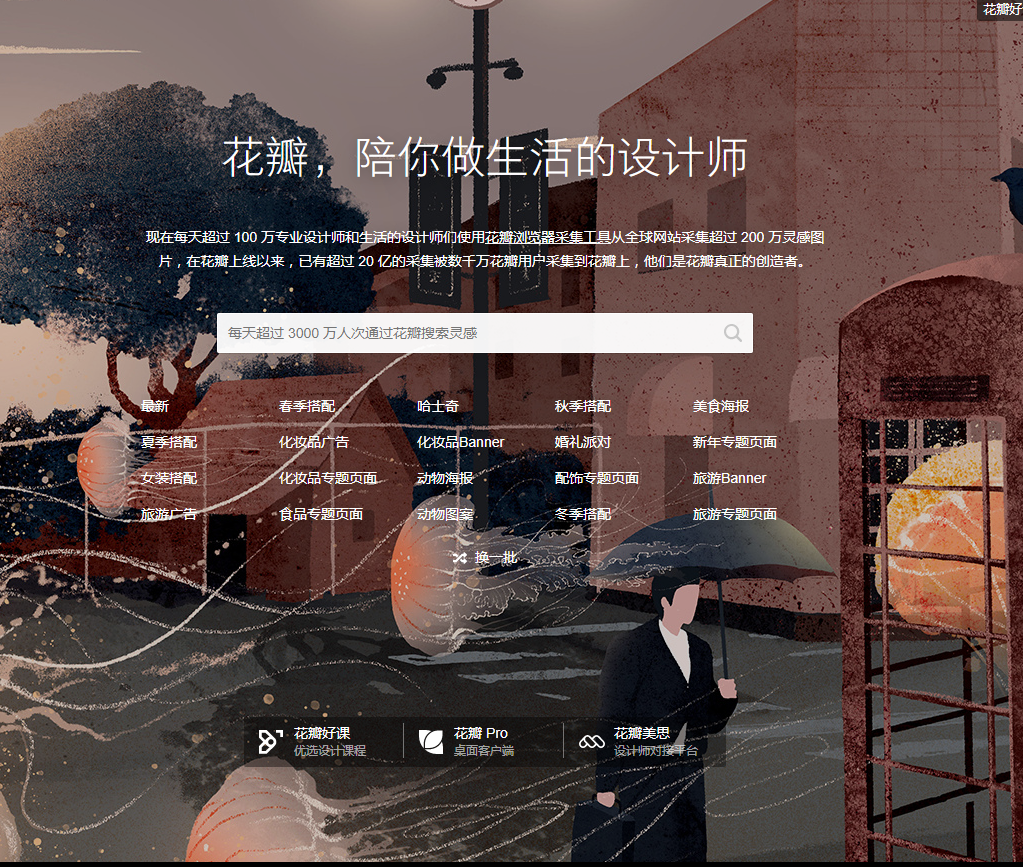 花瓣好
花瓣，陪你做生活的设计师
现在每天超过 100 万专业设计师和生活的设计师们使用花瓣浏览器采集工具从全球网站采集超过 200 万灵感图
片，在花瓣上线以来，已有超过 20 亿的采集被数千万花瓣用户采集到花瓣上，他们是花瓣真正的创造者。
每天超过 3000 万人次通过花瓣搜索灵感
最新 春季搭配 哈士奇 秋季搭配 美食海报
夏季搭配 化妆品广告 化妆品Banner 婚礼派对 新年专题页面
女装搭配 化妆品专题页面 动物海报 配饰专题页面 旅游Banner
旅游广告 食品专题页面 动物图案 冬季搭配 旅游专题页面
换一批
花瓣好课 花瓣 Pro 花瓣美思
优选设计课程 桌面客户端 设计师对接平台